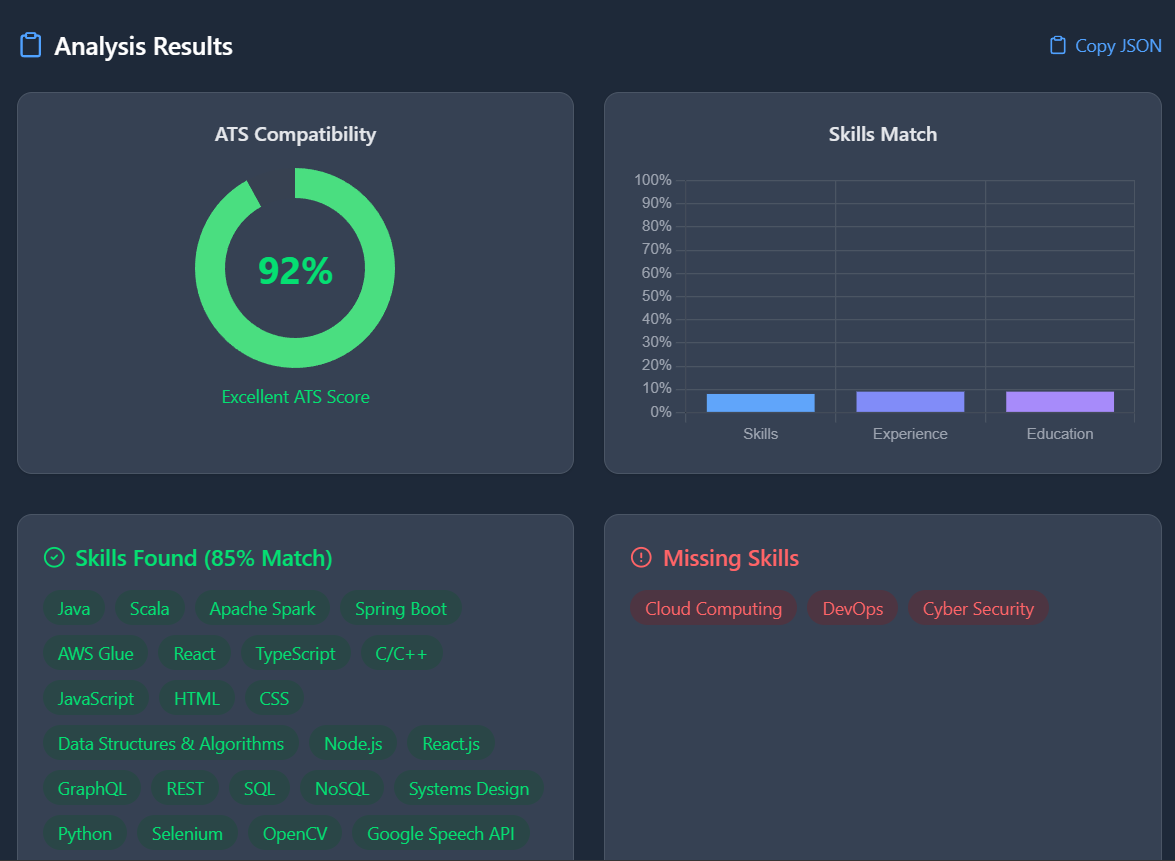 Analysis Results
Copy JSON
ATS Compatibility
92%
Excellent ATS Score
Skills Match
100%
90%
80%
70%
60%
50%
40%
30%
20%
10%
0%
Skills Experience Education
Skills Found (85% Match)
Java Scala Apache Spark Spring Boot
AWS Glue React TypeScript C/C++
JavaScript HTML CSS
Data Structures & Algorithms Node.js React.js
GraphQL REST SQL NoSQL Systems Design
Python Selenium OpenCV Google Speech API
Missing Skills
Cloud Computing DevOps Cyber Security